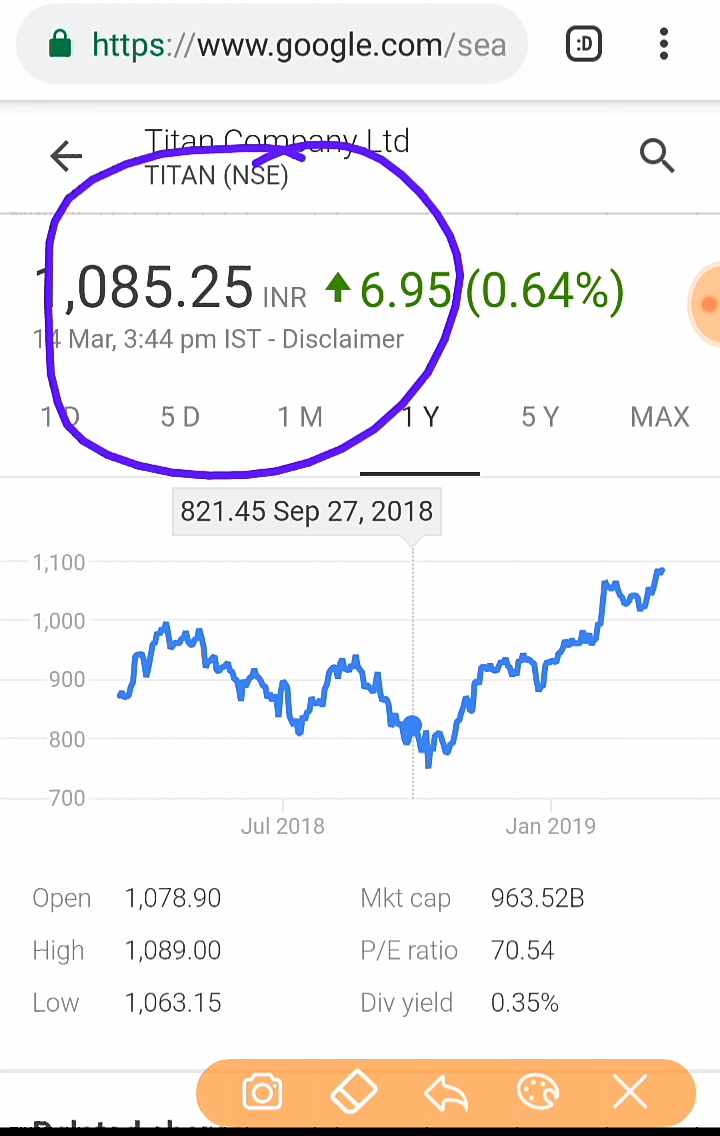 https://www.google.com/sea
:D
Titan Company Ltd
TITAN (NSE)
1,085.25 INR ↑6.95 (0.64%)
14 Mar, 3:44 pm IST - Disclaimer
1 D 5 D 1 M 1 Y 5 Y MAX
821.45 Sep 27, 2018
1,100
1,000
900
800
700
Jul 2018 Jan 2019
Open 1,078.90 Mkt cap 963.52B
High 1,089.00 P/E ratio 70.54
Low 1,063.15 Div yield 0.35%